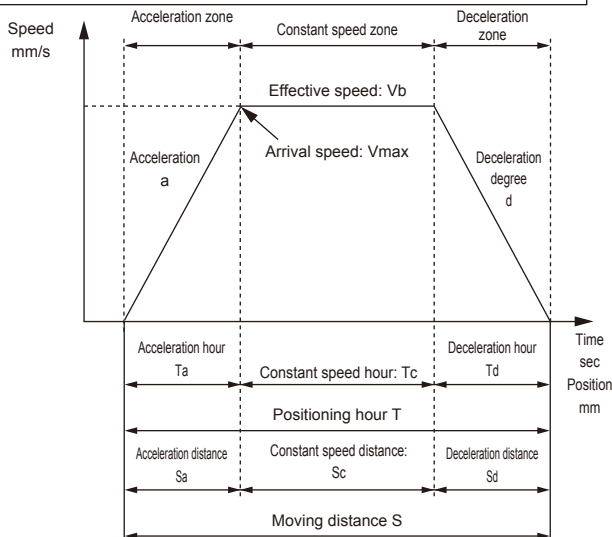 Speed
mm/s
Acceleration zone
Constant speed zone
Deceleration
zone
Effective speed: Vb
Arrival speed: Vmax
Acceleration
a
Deceleration
degree
d
Time
sec
Position
mm
Acceleration hour
Ta
Constant speed hour: Tc
Deceleration hour
Td
Positioning hour T
Acceleration distance
Sa
Constant speed distance:
Sc
Deceleration distance
Sd
Moving distance S